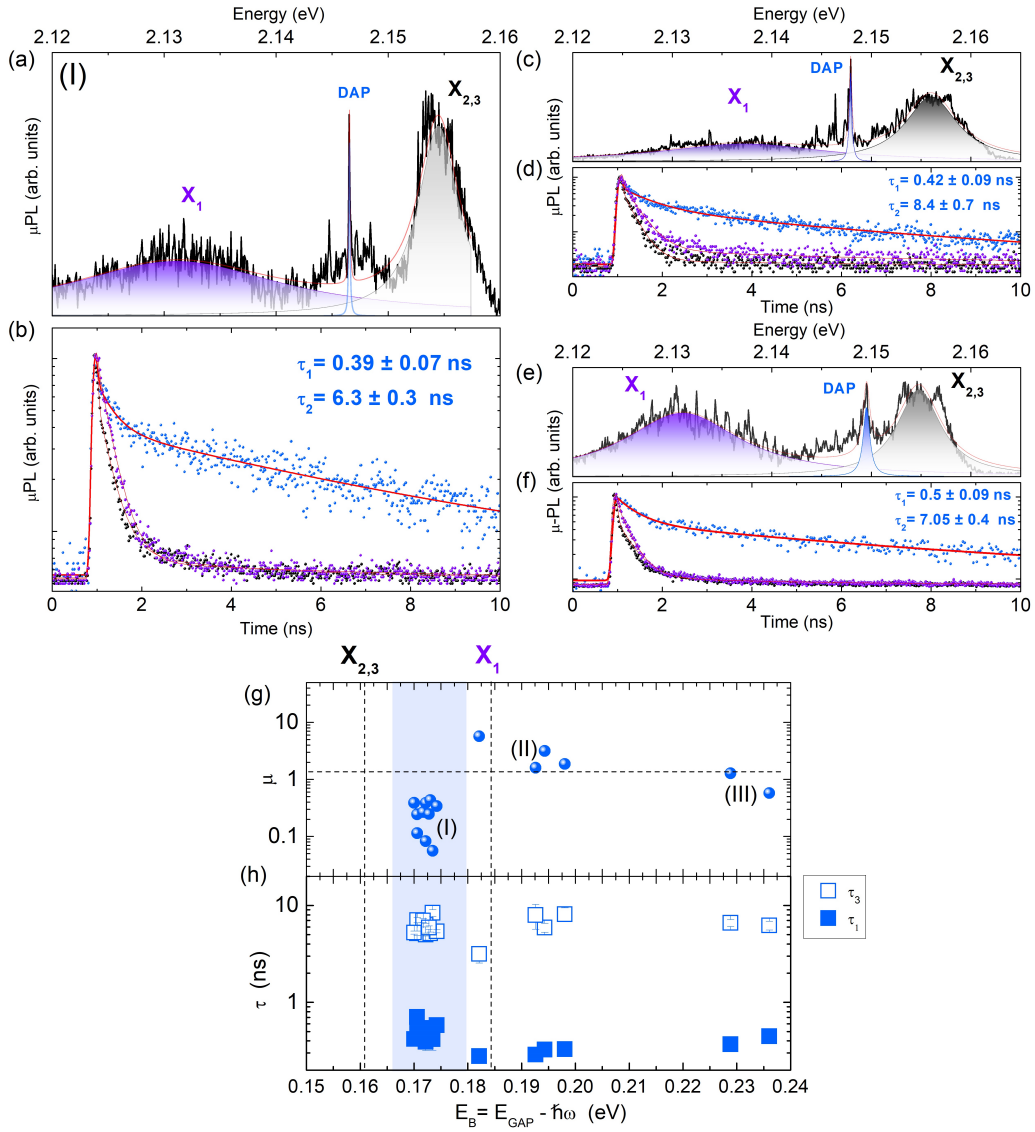 Energy (eV)
2.12 2.13 2.14 2.15 2.16
(a)
(I)
DAP
X2,3
X1
μPL (arb. units)
(b)
τ1= 0.39 ± 0.07 ns
τ2= 6.3 ± 0.3 ns
μPL (arb. units)
0 2 4 6 8 10
Time (ns)
Energy (eV)
2.12 2.13 2.14 2.15 2.16
(c)
DAP
X2,3
X1
μPL (arb. units)
(d)
τ1 = 0.42 ± 0.09 ns
τ2 = 8.4 ± 0.7 ns
0 2 4 6 8 10
Time (ns)
Energy (eV)
2.12 2.13 2.14 2.15 2.16
(e)
X1
DAP
X2,3
μPL (arb. units)
(f)
τ1 = 0.5 ± 0.09 ns
τ2 = 7.05 ± 0.4 ns
μ-PL (arb. units)
0 2 4 6 8 10
Time (ns)
X2,3
X1
(g)
10
1
0.1
μ
(I)
(II)
(III)
(h)
10
1
τ (ns)
τ3
τ1
0.15 0.16 0.17 0.18 0.19 0.20 0.21 0.22 0.23 0.24
EB= EGAP - ħω (eV)